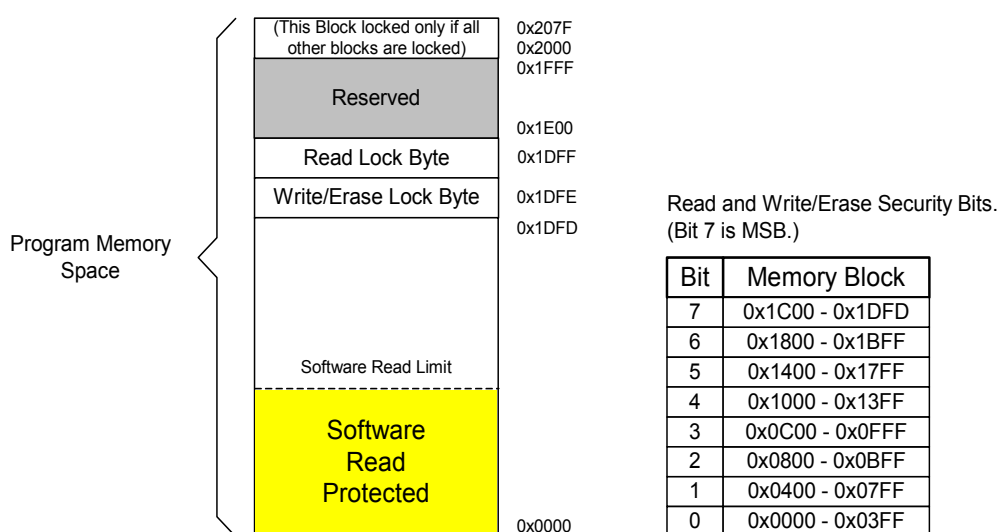 (This Block locked only if all
other blocks are locked)
0x207F
0x2000
0x1FFF
Reserved
0x1E00
Read Lock Byte
0x1DFF
Write/Erase Lock Byte
0x1DFE
0x1DFD
Program Memory
Space
Software Read Limit
Software
Read
Protected
0x0000
Read and Write/Erase Security Bits.
(Bit 7 is MSB.)
Bit Memory Block
7 0x1C00 - 0x1DFD
6 0x1800 - 0x1BFF
5 0x1400 - 0x17FF
4 0x1000 - 0x13FF
3 0x0C00 - 0x0FFF
2 0x0800 - 0x0BFF
1 0x0400 - 0x07FF
0 0x0000 - 0x03FF